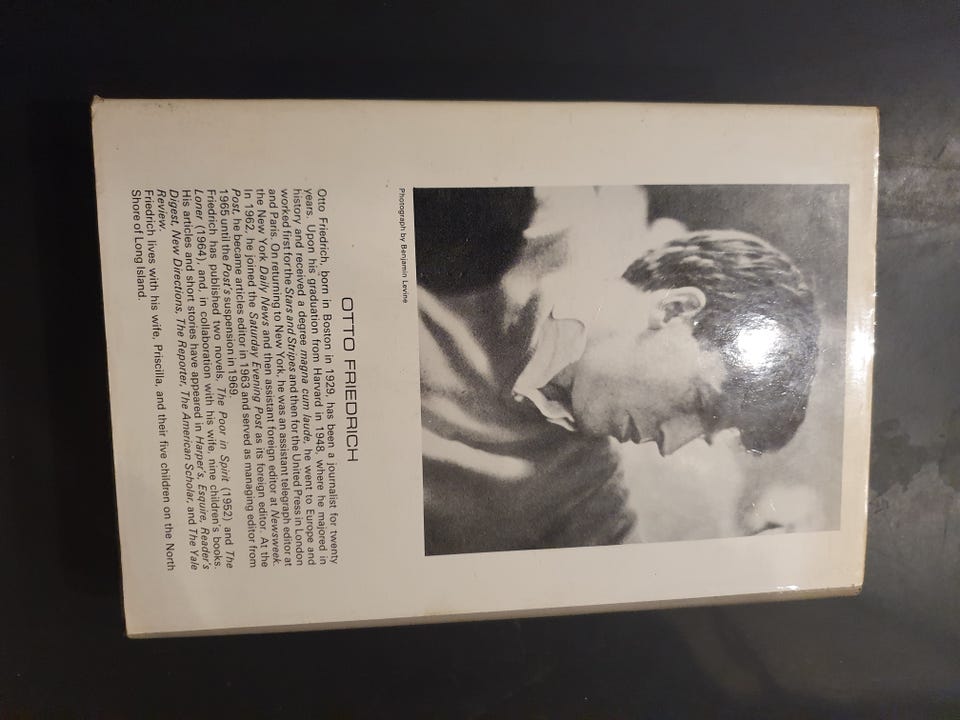 Photograph by Benjamin Levine
OTTO FRIEDRICH
Otto Friedrich, born in Boston in 1929, has been a journalist for twenty
years. Upon his graduation from Harvard in 1948, where he majored in
history and received a degree magna cum laude, he went to Europe and
worked first for the Stars and Stripes and then for the United Press in London
and Paris. On returning to New York, he was an assistant telegraph editor at
the New York Daily News and then assistant foreign editor at Newsweek.
In 1962, he joined the Saturday Evening Post as its foreign editor. At the
Post, he became articles editor in 1963 and served as managing editor from
1965 until the Post's suspension in 1969.
Friedrich has published two novels, The Poor in Spirit (1952) and The
Loner (1964), and, in collaboration with his wife, nine children's books.
His articles and short stories have appeared in Harper's, Esquire, Reader's
Digest, New Directions, The Reporter, The American Scholar, and The Yale
Review.
Friedrich lives with his wife, Priscilla, and their five children on the North
Shore of Long Island.